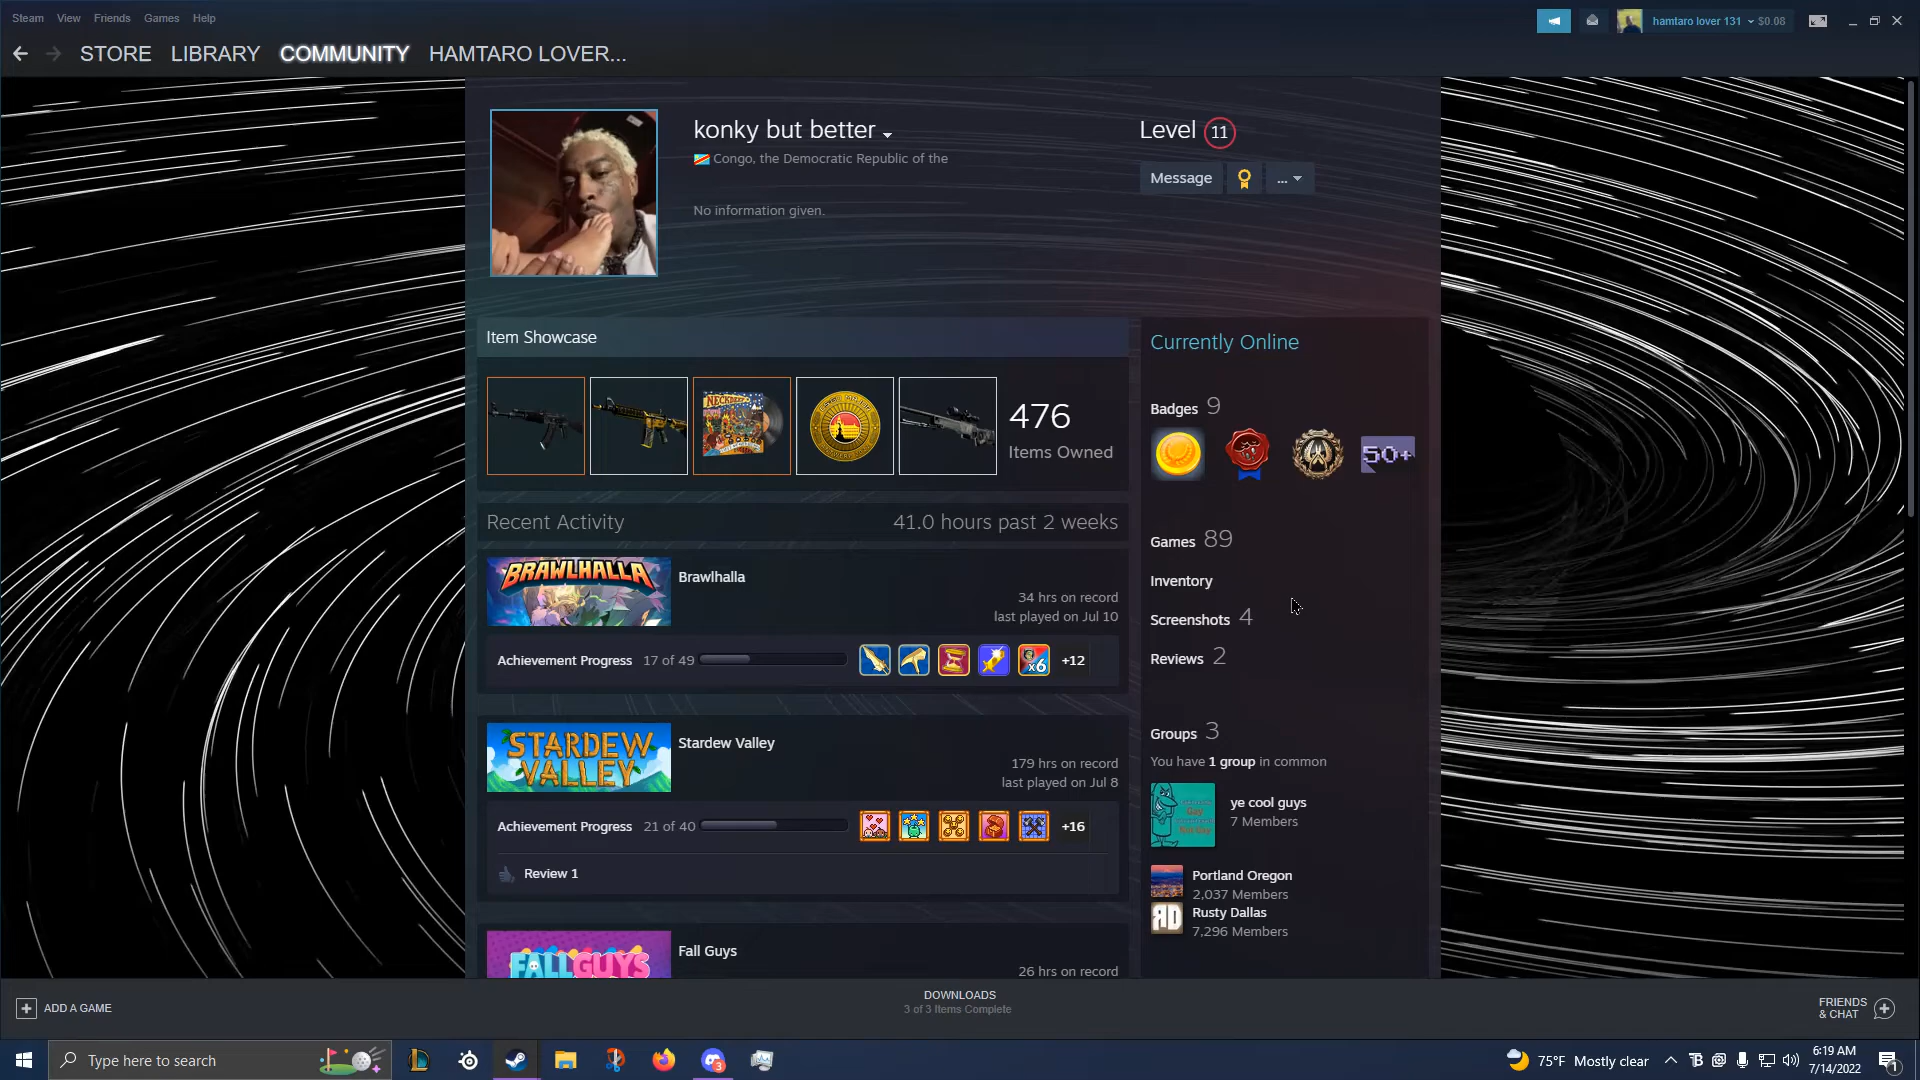 Steam View Friends Games Help
hamtaro lover 131 $0.08
STORE LIBRARY COMMUNITY HAMTARO LOVER...
konky but better
Congo, the Democratic Republic of the
No information given.
Level 11
Message
...
Item Showcase
NECK DEEP
476
Items Owned
Recent Activity 41.0 hours past 2 weeks
BRAWLHALLA
Brawlhalla
34 hrs on record
last played on Jul 10
Achievement Progress 17 of 49
x6
+12
STARDEW VALLEY
Stardew Valley
179 hrs on record
last played on Jul 8
Achievement Progress 21 of 40
+16
Review 1
FALL GUYS
Fall Guys
26 hrs on record
Currently Online
Badges 9
50+
Games 89
Inventory
Screenshots 4
Reviews 2
Groups 3
You have 1 group in common
ye cool guys
7 Members
Portland Oregon
2,037 Members
RD
Rusty Dallas
7,296 Members
ADD A GAME
DOWNLOADS
3 of 3 Items Complete
FRIENDS
& CHAT
Type here to search
3
75°F Mostly clear
6:19 AM
7/14/2022
1